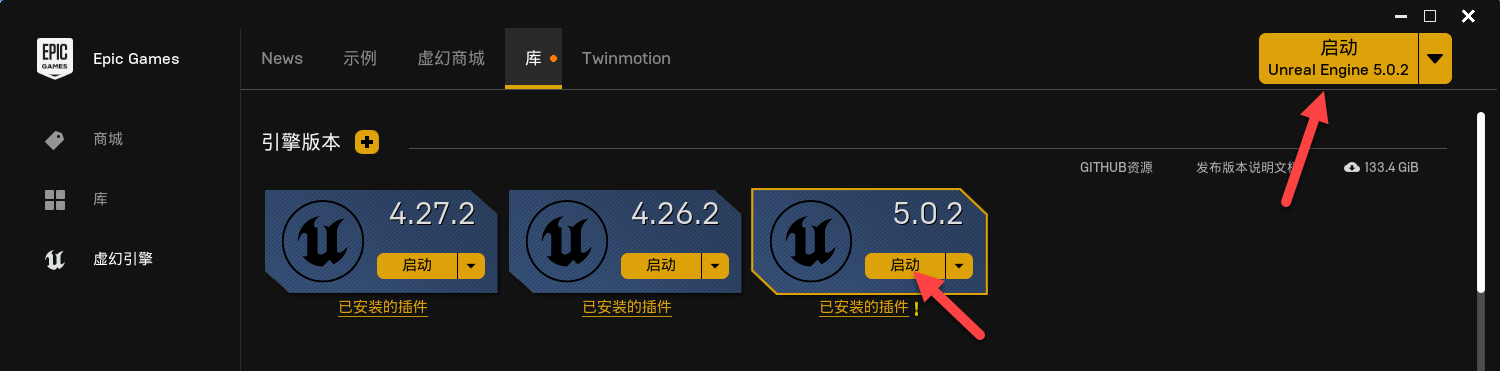 EPIC
GAMES
Epic Games
News
示例
虚幻商城
库
Twinmotion
启动
Unreal Engine 5.0.2
商城
库
虚幻引擎
引擎版本
GITHUB资源
发布版本说明文档
133.4 GiB
4.27.2
启动
已安装的插件
4.26.2
启动
已安装的插件
5.0.2
启动
已安装的插件 !